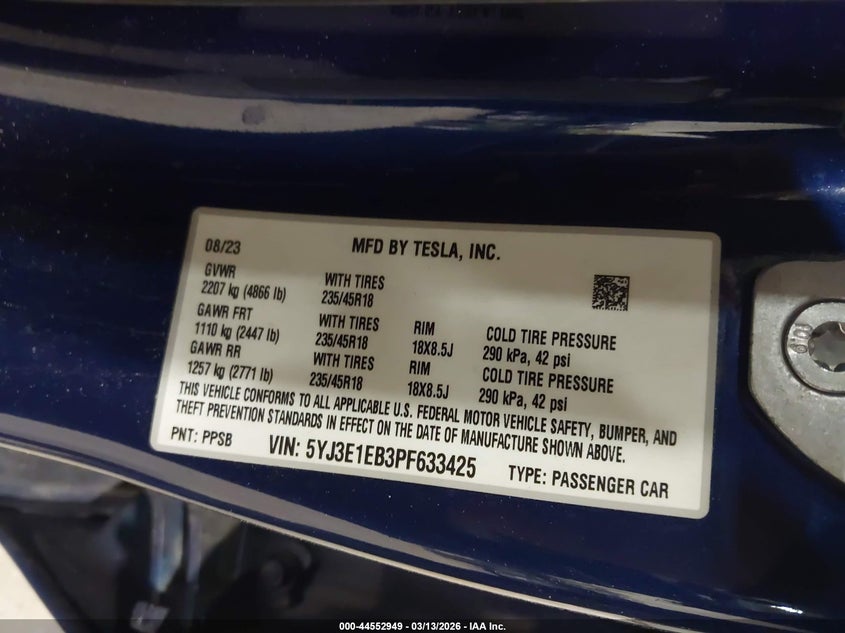 08/23 MFD BY TESLA, INC.
GVWR
2207 kg (4866 lb) WITH TIRES 235/45R18
GAWR FRT
1110 kg (2447 lb) WITH TIRES 235/45R18 RIM 18X8.5J COLD TIRE PRESSURE 290 kPa, 42 psi
GAWR RR
1257 kg (2771 lb) WITH TIRES 235/45R18 RIM 18X8.5J COLD TIRE PRESSURE 290 kPa, 42 psi
THIS VEHICLE CONFORMS TO ALL APPLICABLE U.S. FEDERAL MOTOR VEHICLE SAFETY, BUMPER, AND
THEFT PREVENTION STANDARDS IN EFFECT ON THE DATE OF MANUFACTURE SHOWN ABOVE.
PNT: PPSB VIN: 5YJ3E1EB3PF633425 TYPE: PASSENGER CAR
000-44552949 - 03/13/2026 - IAA Inc.